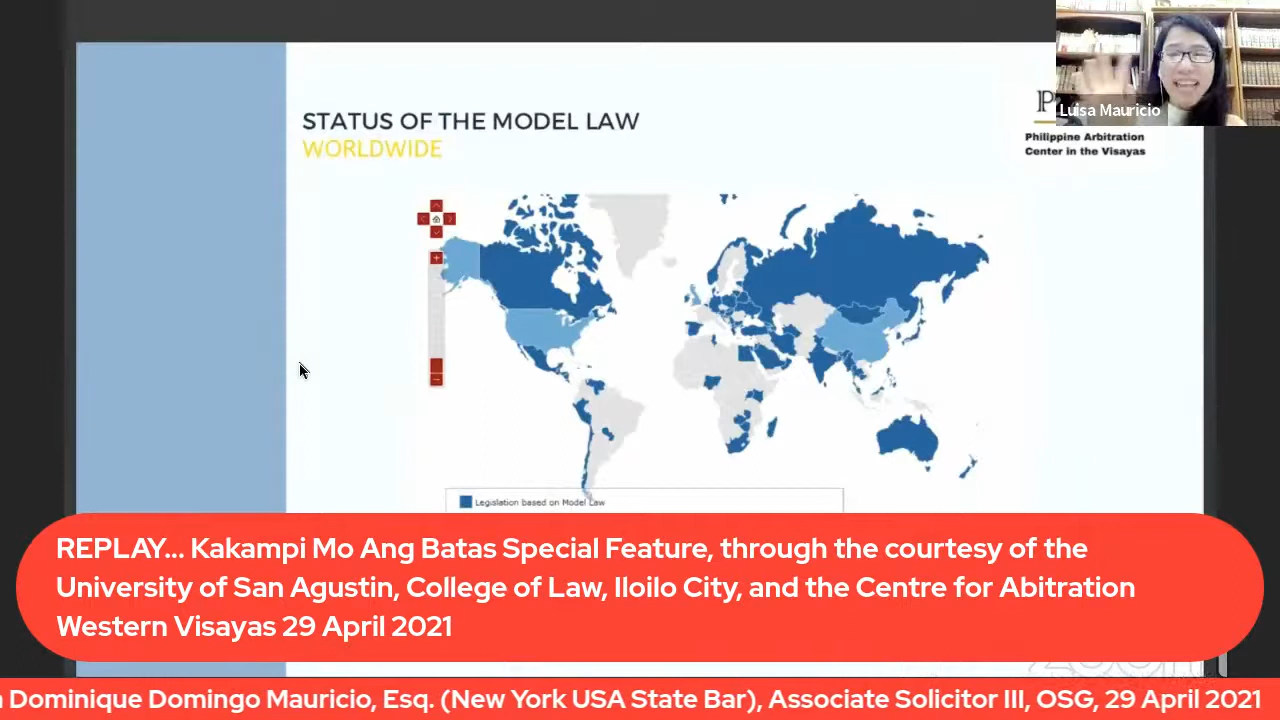 STATUS OF THE MODEL LAW
WORLDWIDE
Luisa Mauricio
Philippine Arbitration
Center in the Visayas
Legislation based on Model Law
REPLAY... Kakampi Mo Ang Batas Special Feature, through the courtesy of the
University of San Agustin, College of Law, Iloilo City, and the Centre for Abitration
Western Visayas 29 April 2021
Dominique Domingo Mauricio, Esq. (New York USA State Bar), Associate Solicitor III, OSG, 29 April 2021